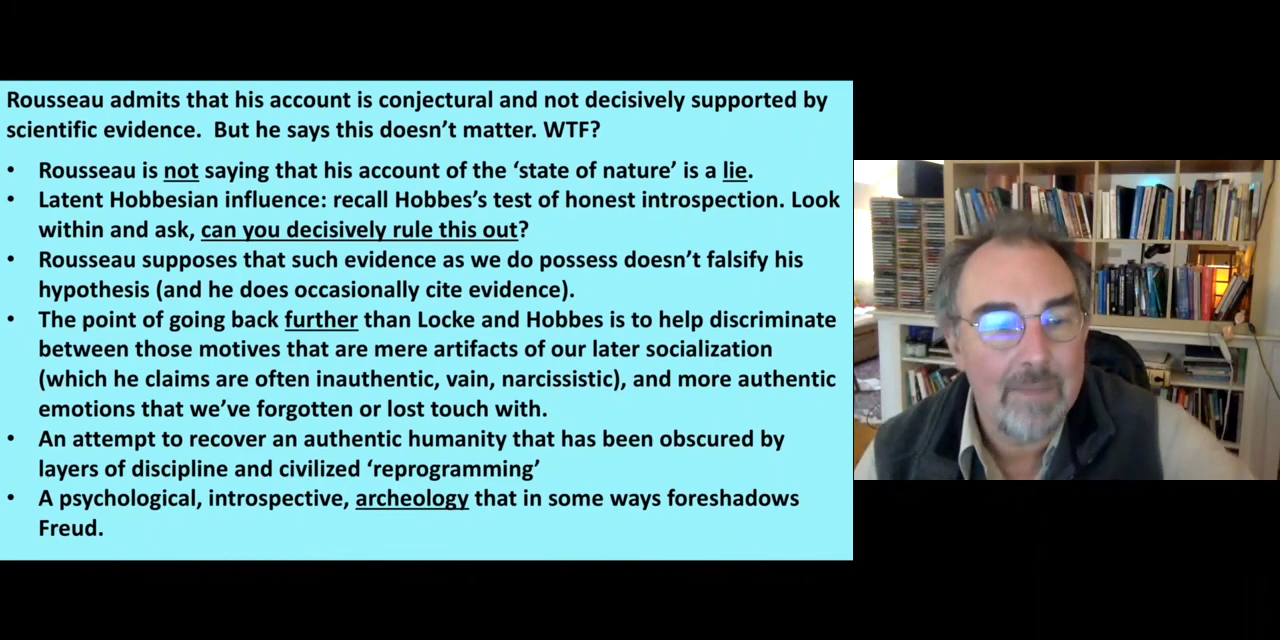 Rousseau admits that his account is conjectural and not decisively supported by
scientific evidence.  But he says this doesn’t matter. WTF?
• Rousseau is not saying that his account of the ‘state of nature’ is a lie.
• Latent Hobbesian influence: recall Hobbes’s test of honest introspection. Look
within and ask, can you decisively rule this out?
• Rousseau supposes that such evidence as we do possess doesn’t falsify his
hypothesis (and he does occasionally cite evidence).
• The point of going back further than Locke and Hobbes is to help discriminate
between those motives that are mere artifacts of our later socialization
(which he claims are often inauthentic, vain, narcissistic), and more authentic
emotions that we’ve forgotten or lost touch with.
• An attempt to recover an authentic humanity that has been obscured by
layers of discipline and civilized ‘reprogramming’
• A psychological, introspective, archeology that in some ways foreshadows
Freud.